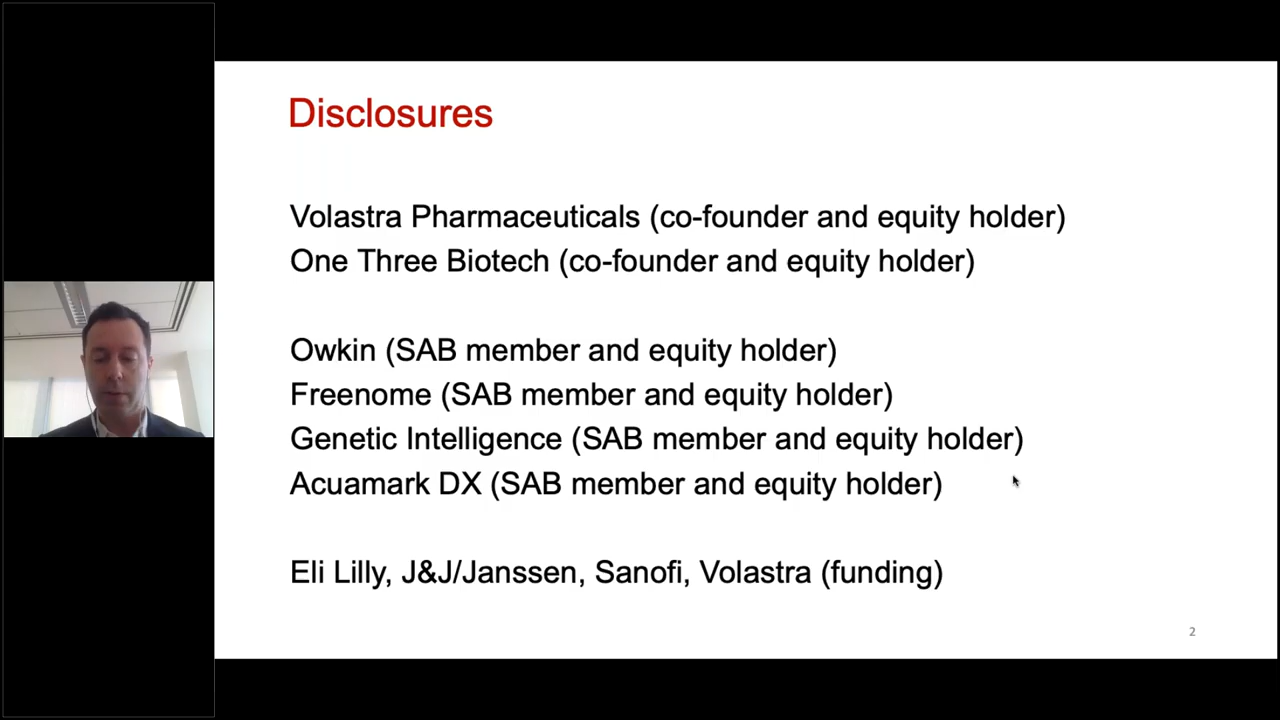 Disclosures
Volastra Pharmaceuticals (co-founder and equity holder)
One Three Biotech (co-founder and equity holder)
Owkin (SAB member and equity holder)
Freenome (SAB member and equity holder)
Genetic Intelligence (SAB member and equity holder)
Acuamark DX (SAB member and equity holder)
Eli Lilly, J&J/Janssen, Sanofi, Volastra (funding)
2